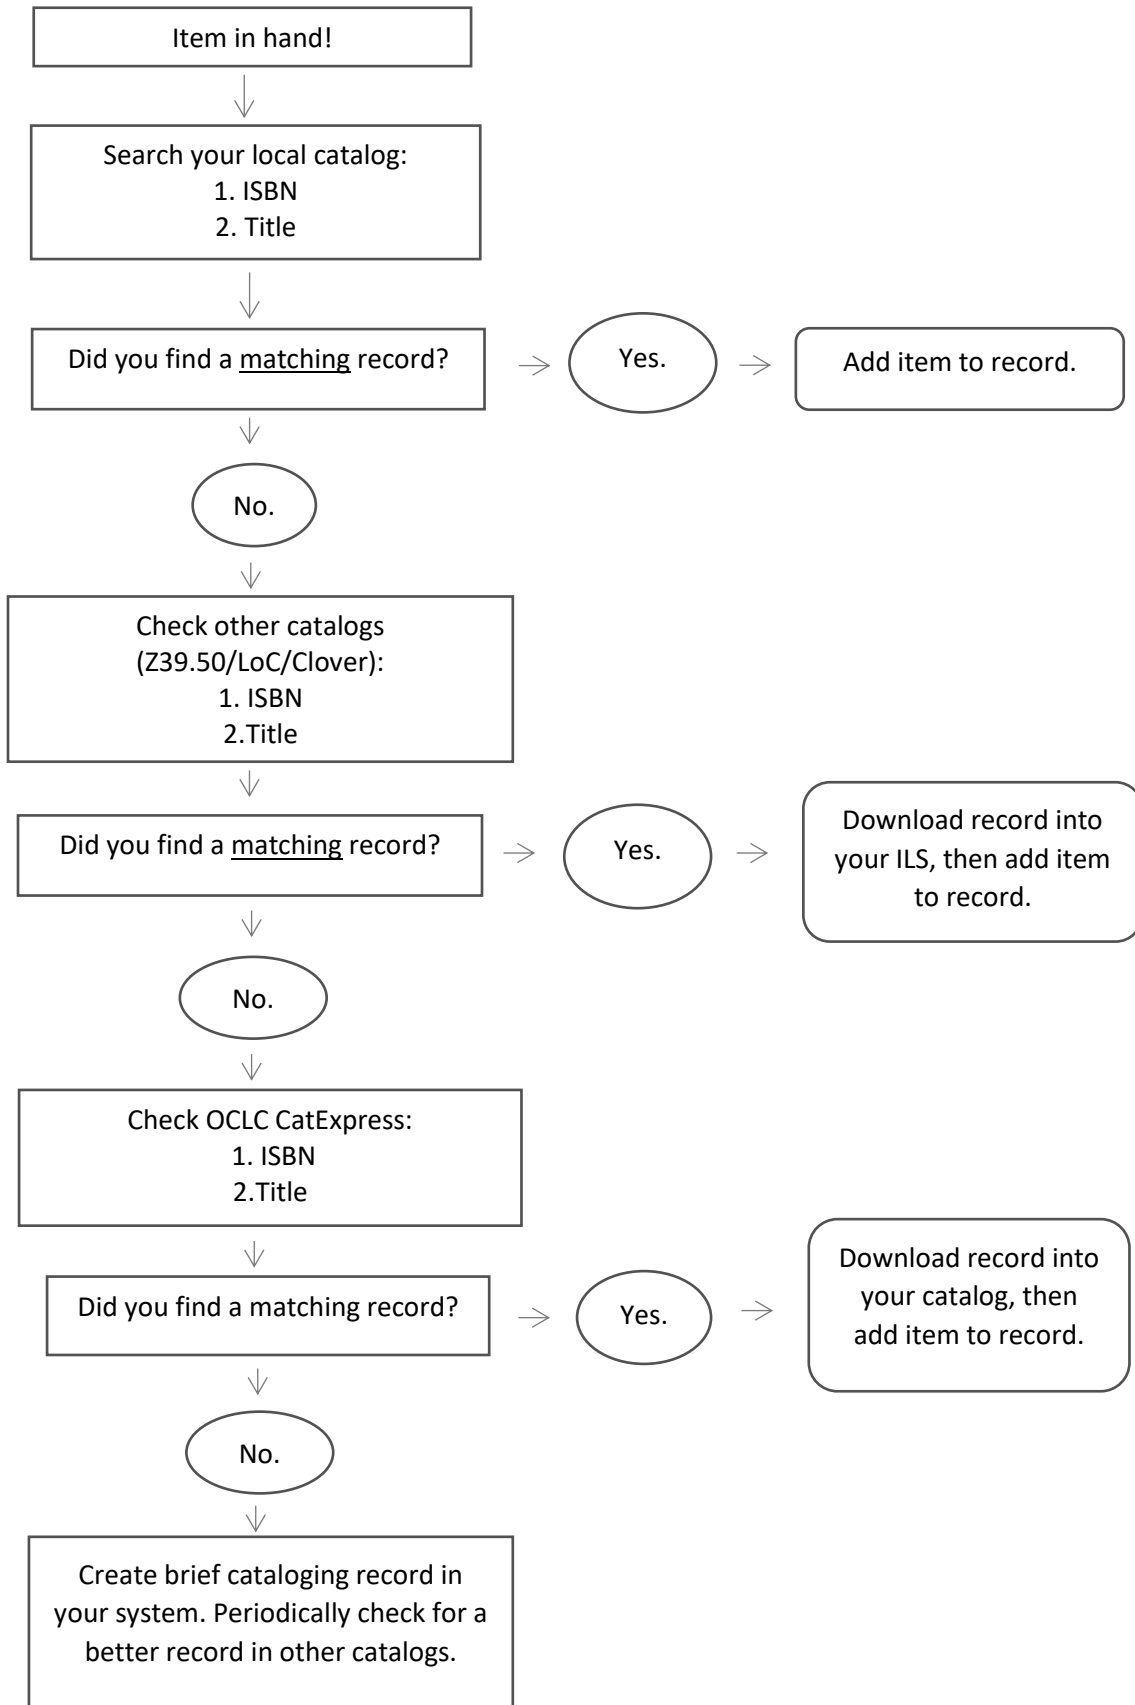 Item in hand!
Search your local catalog:
1. ISBN
2. Title
Did you find a matching record?
Yes.
Add item to record.
No.
Check other catalogs
(Z39.50/LoC/Clover):
1. ISBN
2.Title
Did you find a matching record?
Yes.
Download record into
your ILS, then add item
to record.
No.
Check OCLC CatExpress:
1. ISBN
2.Title
Did you find a matching record?
Yes.
Download record into
your catalog, then
add item to record.
No.
Create brief cataloging record in
your system. Periodically check for a
better record in other catalogs.